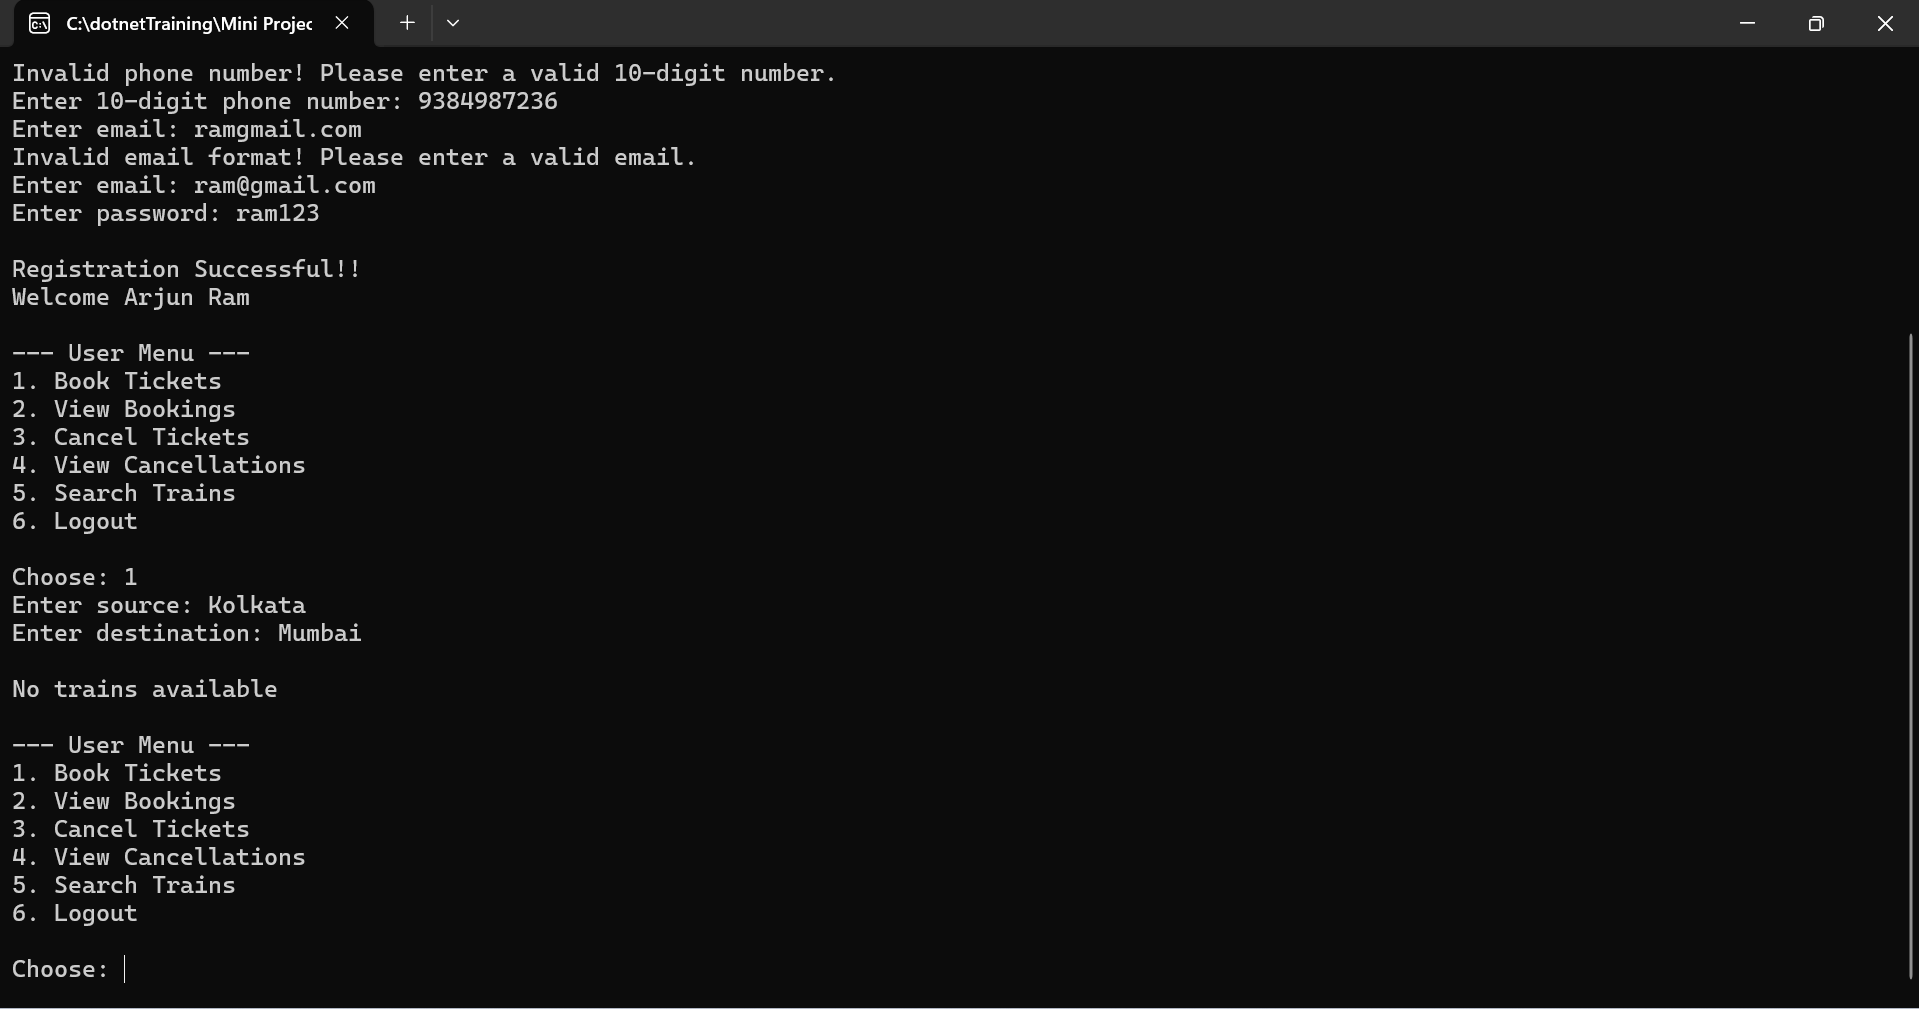 C:\dotnetTraining\Mini Projec
Invalid phone number! Please enter a valid 10-digit number.
Enter 10-digit phone number: 9384987236
Enter email: ramgmail.com
Invalid email format! Please enter a valid email.
Enter email: ram@gmail.com
Enter password: ram123
Registration Successful!!
Welcome Arjun Ram
--- User Menu ---
1. Book Tickets
2. View Bookings
3. Cancel Tickets
4. View Cancellations
5. Search Trains
6. Logout
Choose: 1
Enter source: Kolkata
Enter destination: Mumbai
No trains available
--- User Menu ---
1. Book Tickets
2. View Bookings
3. Cancel Tickets
4. View Cancellations
5. Search Trains
6. Logout
Choose: